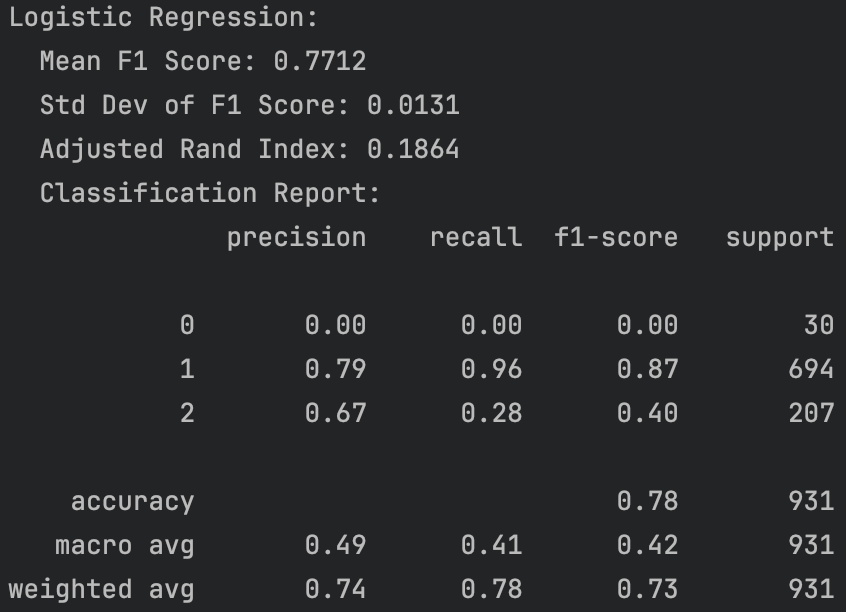 Logistic Regression:
  Mean F1 Score: 0.7712
  Std Dev of F1 Score: 0.0131
  Adjusted Rand Index: 0.1864
  Classification Report:
              precision    recall  f1-score   support

           0       0.00      0.00      0.00        30
           1       0.79      0.96      0.87       694
           2       0.67      0.28      0.40       207

    accuracy                           0.78       931
   macro avg       0.49      0.41      0.42       931
weighted avg       0.74      0.78      0.73       931